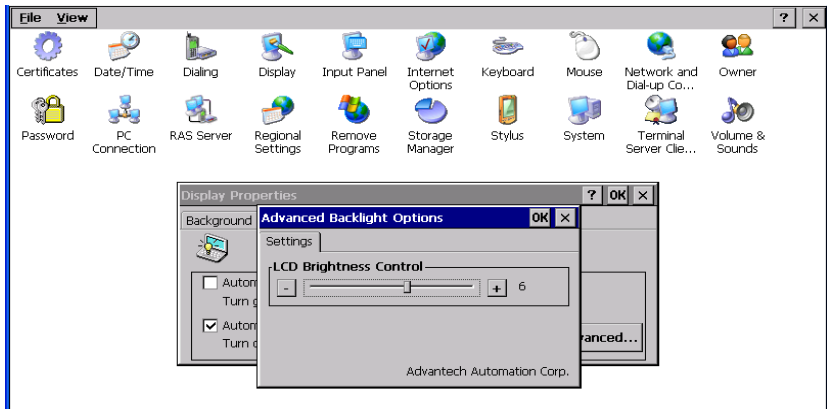 File View ? ×
Certificates Date/Time Dialing Display Input Panel Internet Options Keyboard Mouse Network and Dial-up Co... Owner
Password PC Connection RAS Server Regional Settings Remove Programs Storage Manager Stylus System Terminal Server Clie... Volume & Sounds
Display Properties ? OK ×
Background
Advanced Backlight Options OK ×
Settings
LCD Brightness Control
- + 6
Turn
Turn
Advantech Automation Corp.